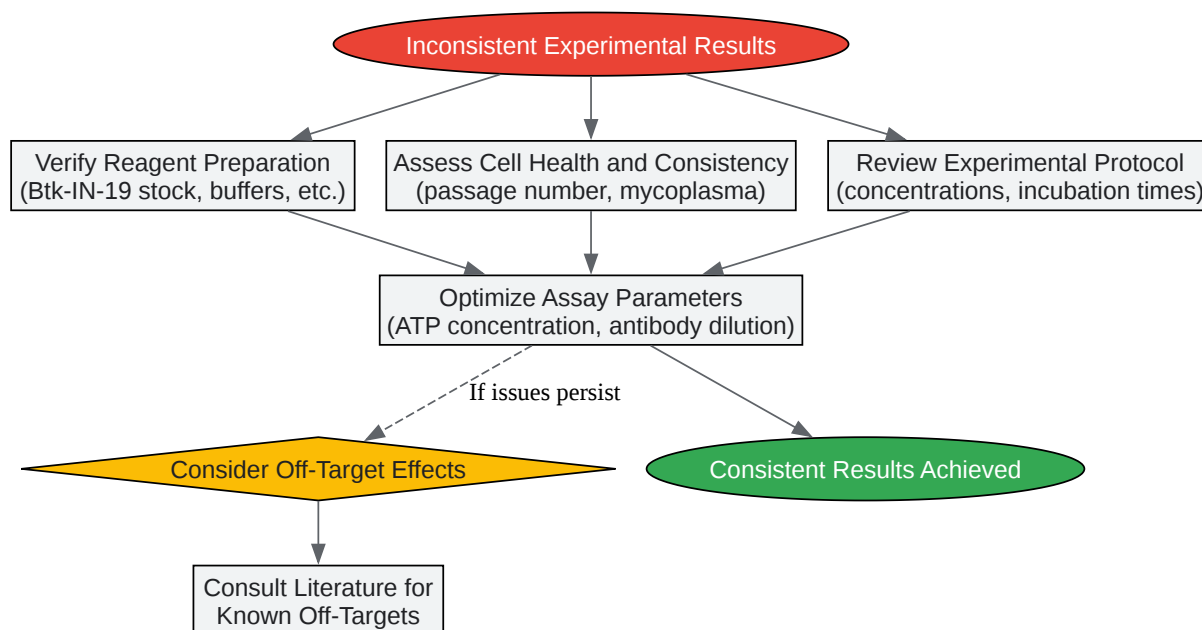 Inconsistent Experimental Results
Verify Reagent Preparation
(Btk-IN-19 stock, buffers, etc.)
Assess Cell Health and Consistency
(passage number, mycoplasma)
Review Experimental Protocol
(concentrations, incubation times)
Optimize Assay Parameters
(ATP concentration, antibody dilution)
If issues persist
Consider Off-Target Effects
Consistent Results Achieved
Consult Literature for
Known Off-Targets